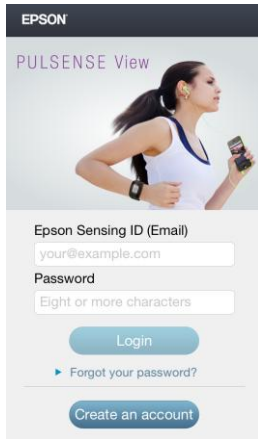 EPSON
PULSENSE View
Epson Sensing ID (Email)
your@example.com
Password
Eight or more characters
Login
Forgot your password?
Create an account